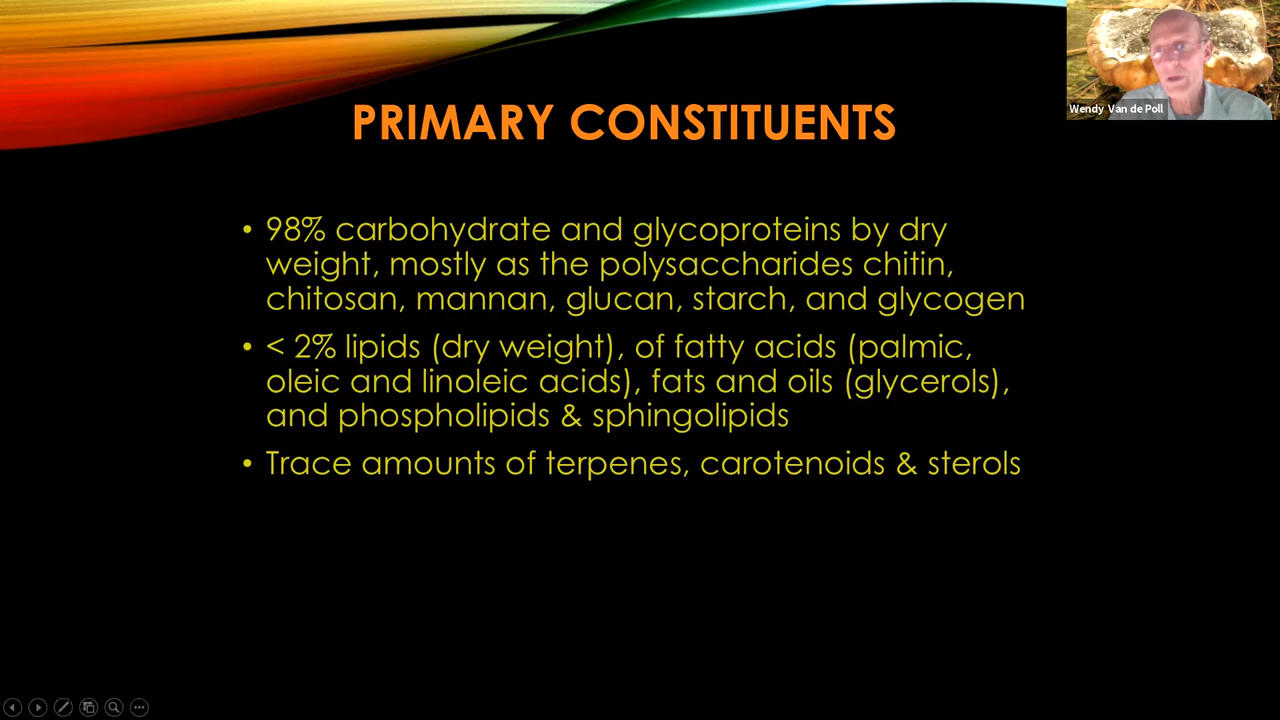 Wendy Van de Poll
PRIMARY CONSTITUENTS
• 98% carbohydrate and glycoproteins by dry
weight, mostly as the polysaccharides chitin,
chitosan, mannan, glucan, starch, and glycogen
• < 2% lipids (dry weight), of fatty acids (palmic,
oleic and linoleic acids), fats and oils (glycerols),
and phospholipids & sphingolipids
• Trace amounts of terpenes, carotenoids & sterols